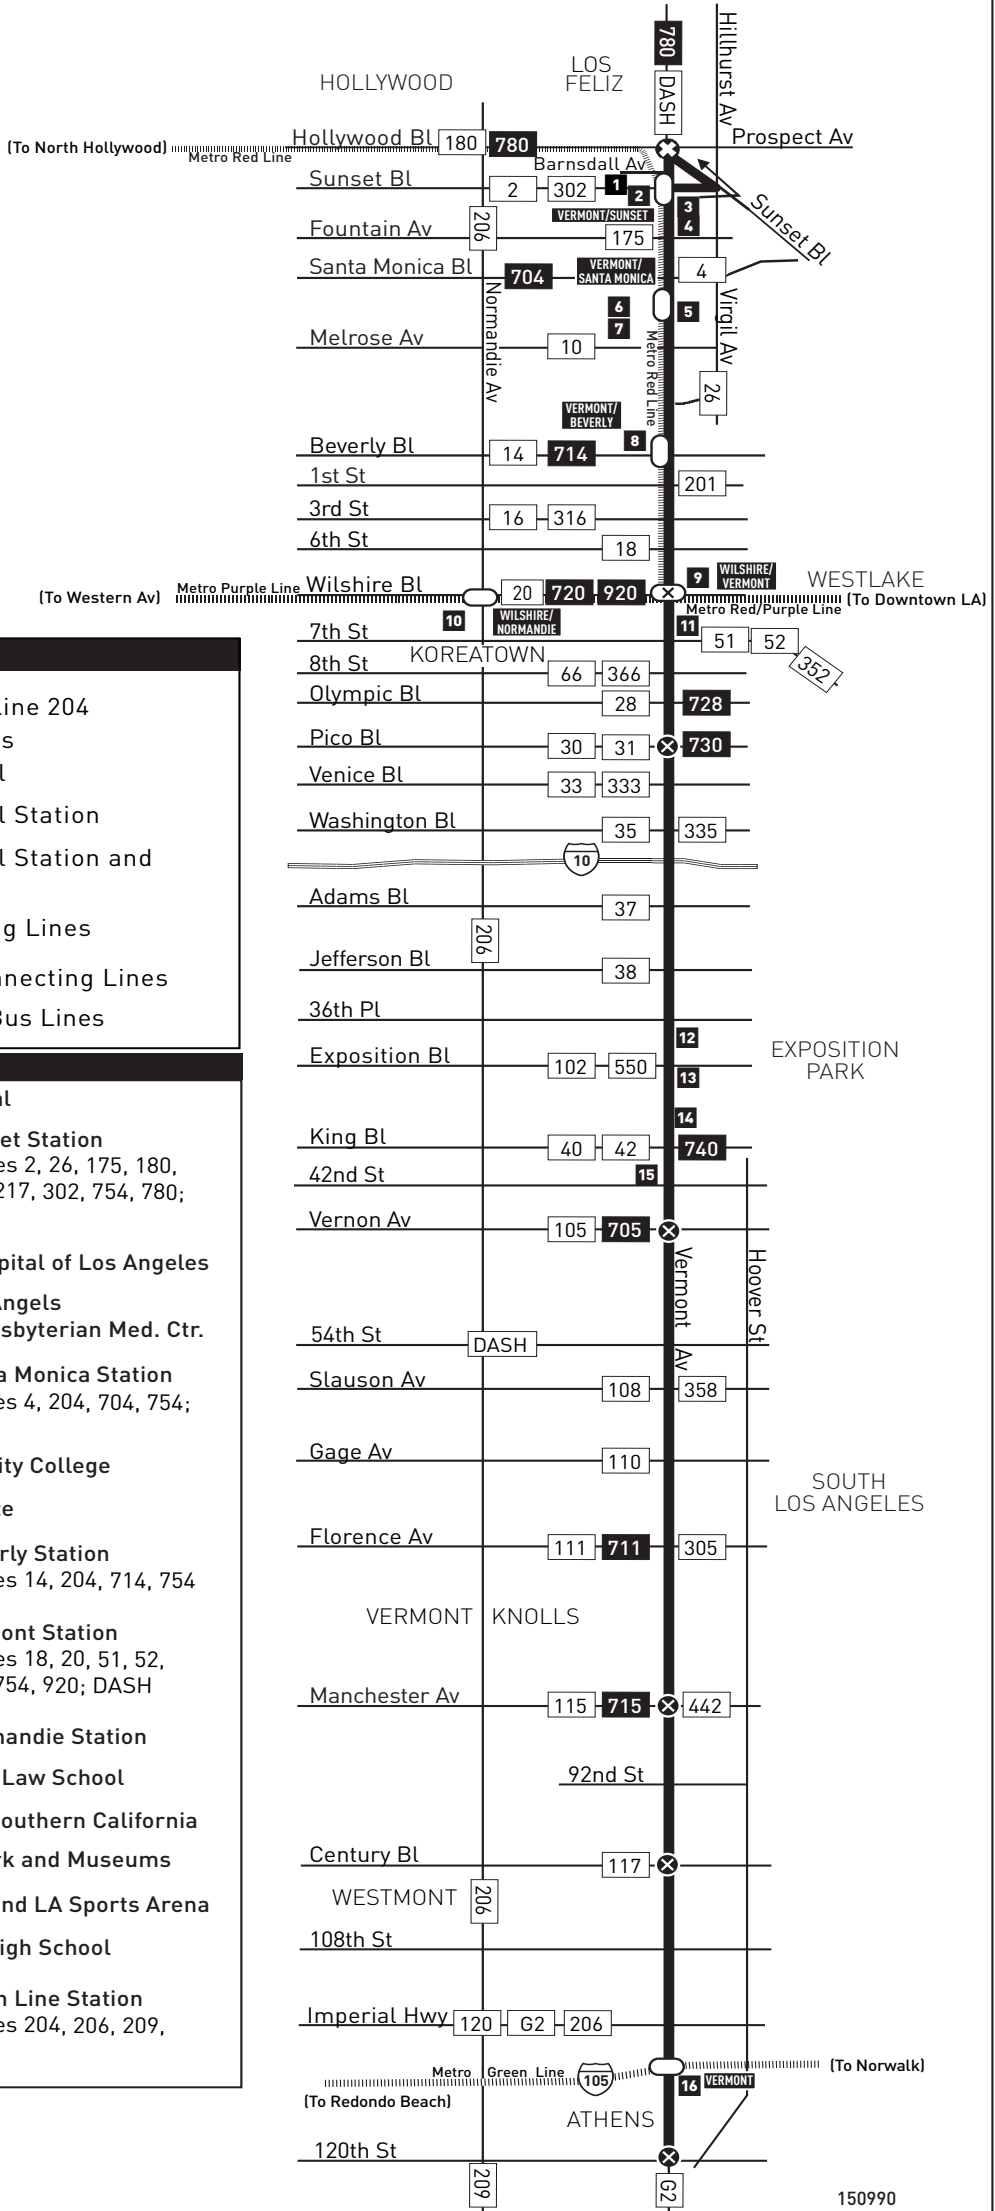 780
DASH
Hillhurst Av
HOLLYWOOD
LOS
FELIZ
(To North Hollywood)
Metro Red Line
Hollywood Bl
180
780
Prospect Av
Barnsdall Av
Sunset Bl
2
302
1
2
VERMONT/SUNSET
3
4
Sunset Bl
206
Fountain Av
175
Santa Monica Bl
704
VERMONT/
SANTA MONICA
4
Normandie Av
6
7
5
Virgil Av
Melrose Av
10
Metro Red Line
26
VERMONT/
BEVERLY
8
Beverly Bl
14
714
1st St
201
3rd St
16
316
6th St
18
9
WILSHIRE/
VERMONT
WESTLAKE
(To Western Av)
Metro Purple Line
Wilshire Bl
20
720
920
Metro Red/Purple Line
(To Downtown LA)
10
WILSHIRE/
NORMANDIE
11
7th St
51
52
352
KOREATOWN
8th St
66
366
Olympic Bl
28
728
Pico Bl
30
31
730
Venice Bl
33
333
Washington Bl
35
335
10
Adams Bl
37
206
Jefferson Bl
38
36th Pl
12
Exposition Bl
102
550
13
EXPOSITION
PARK
14
King Bl
40
42
740
42nd St
15
Vernon Av
105
705
Vermont Av
Hoover St
54th St
DASH
Slauson Av
108
358
Gage Av
110
SOUTH
LOS ANGELES
Florence Av
111
711
305
VERMONT KNOLLS
Manchester Av
115
715
442
92nd St
Century Bl
117
WESTMONT
206
108th St
Imperial Hwy
120
G2
206
Metro Green Line
105
(To Norwalk)
(To Redondo Beach)
16
VERMONT
ATHENS
120th St
209
G2
150990
ine 204
s
l
l Station
l Station and
g Lines
nnecting Lines
Bus Lines
al
et Station
es 2, 26, 175, 180,
217, 302, 754, 780;
pital of Los Angeles
Angels
sbyterian Med. Ctr.
a Monica Station
es 4, 204, 704, 754;
ity College
te
rly Station
es 14, 204, 714, 754
ont Station
es 18, 20, 51, 52,
754, 920; DASH
nandie Station
Law School
outhern California
rk and Museums
nd LA Sports Arena
igh School
n Line Station
es 204, 206, 209,